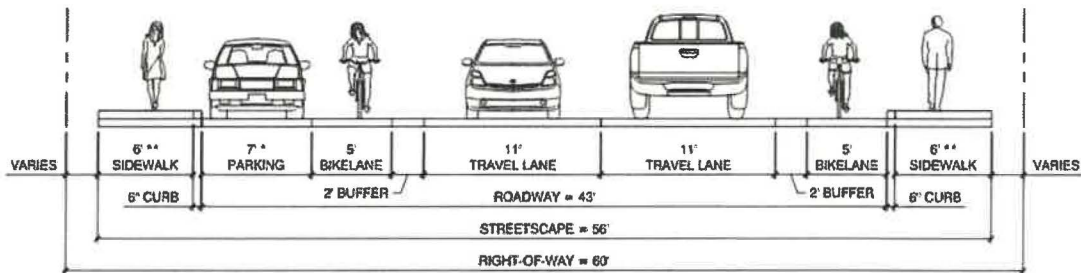 VARIES
6' **
SIDEWALK
7' *
PARKING
5'
BIKELANE
11'
TRAVEL LANE
11'
TRAVEL LANE
5'
BIKELANE
6' **
SIDEWALK
VARIES
6" CURB
2' BUFFER
ROADWAY = 43'
2' BUFFER
6" CURB
STREETSCAPE = 56'
RIGHT-OF-WAY = 60'